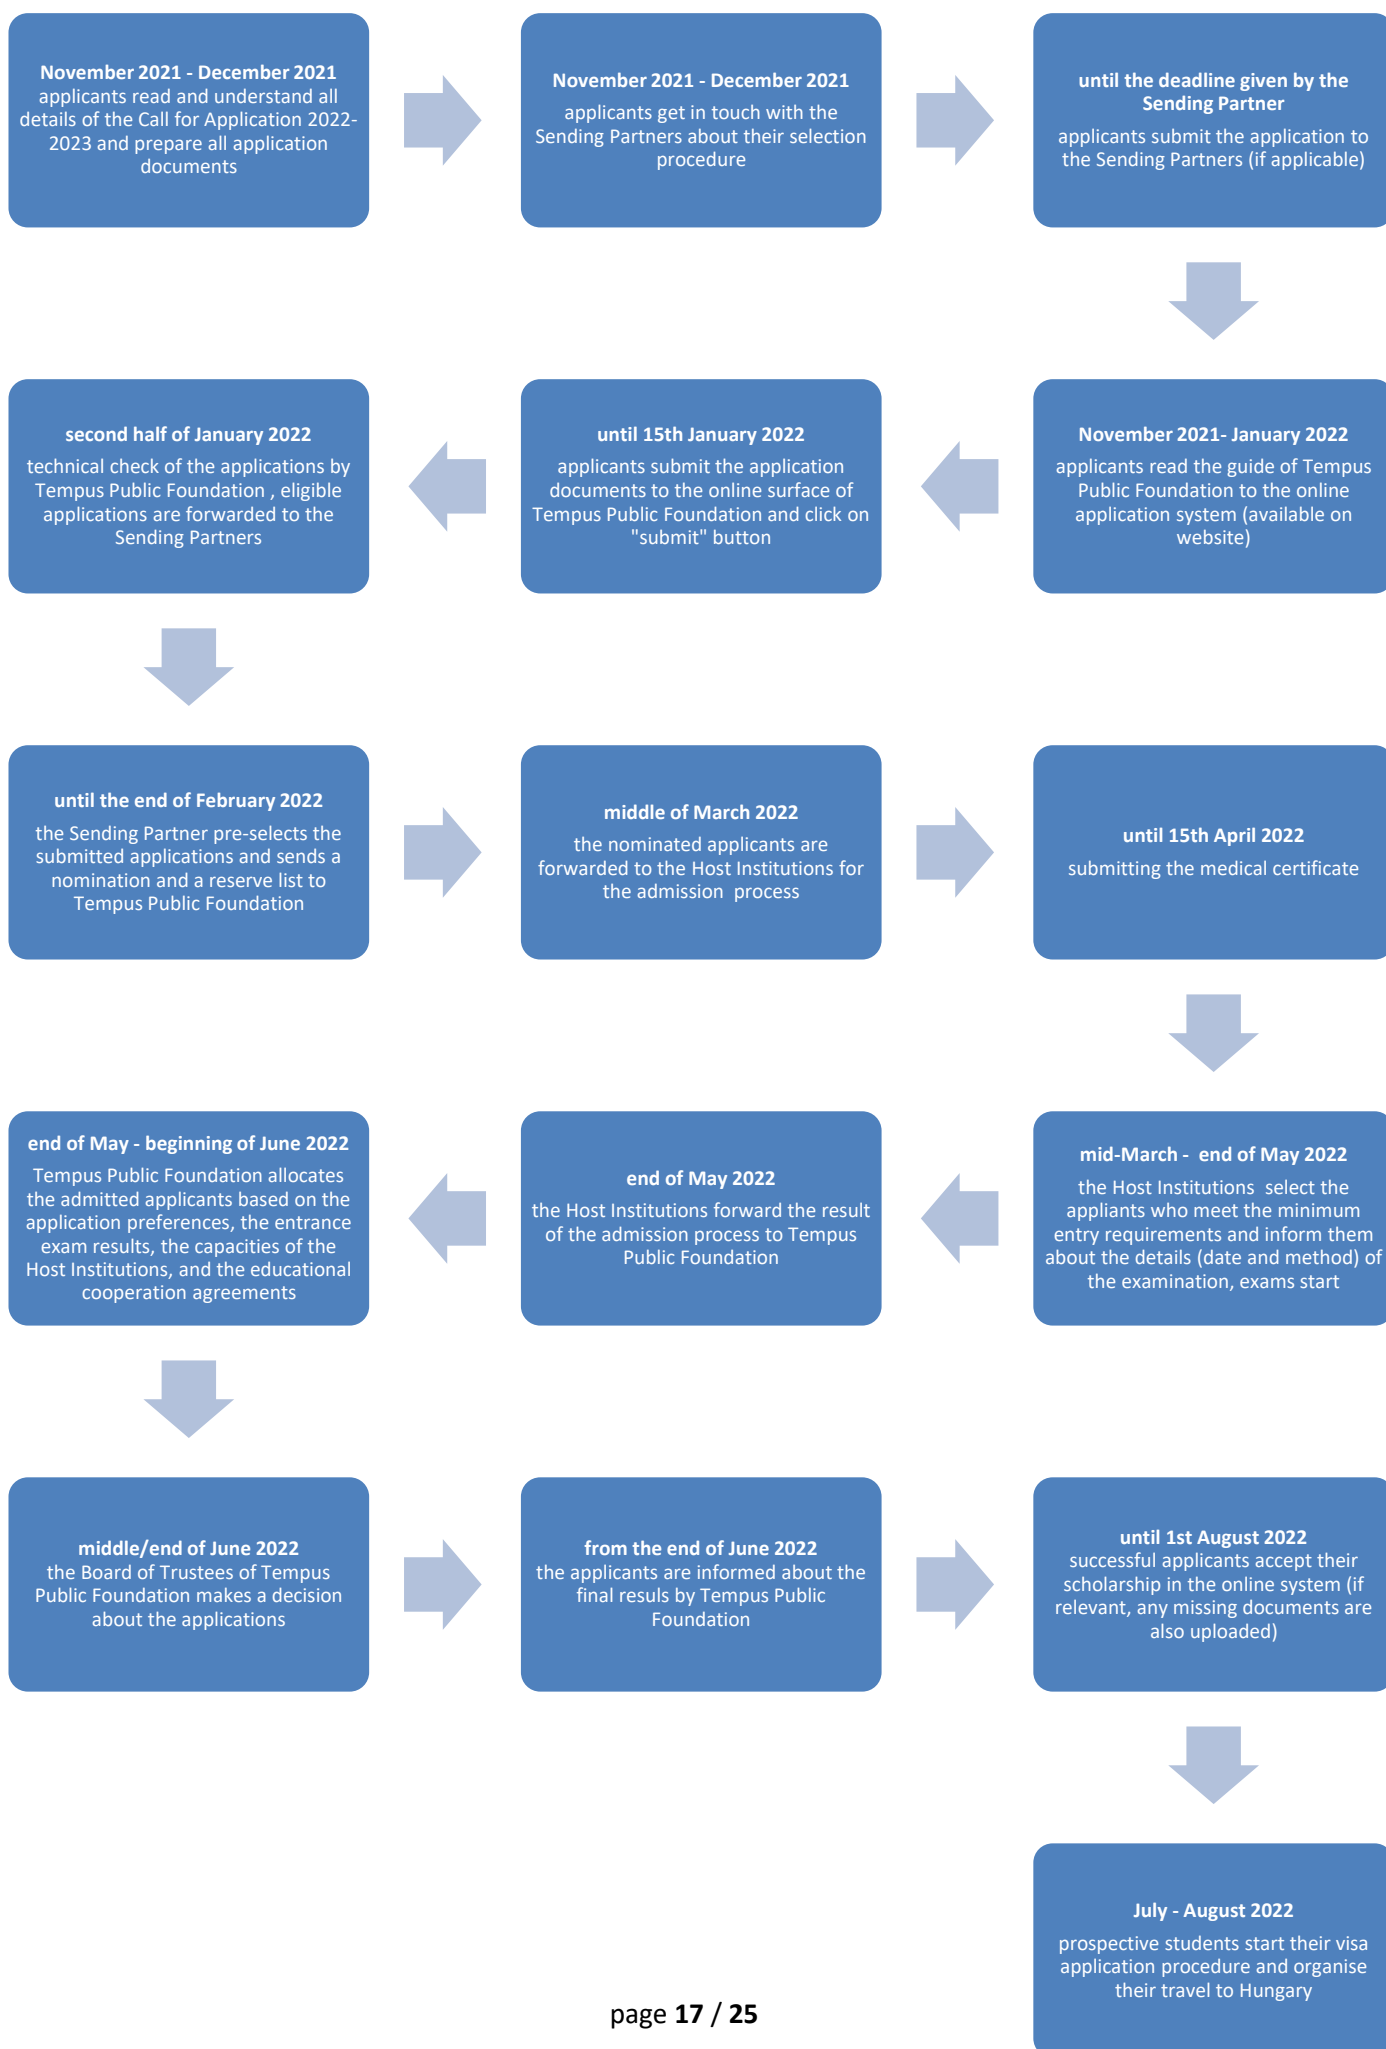 November 2021 - December 2021
applicants read and understand all
details of the Call for Application 2022-
2023 and prepare all application
documents
November 2021 - December 2021
applicants get in touch with the
Sending Partners about their selection
procedure
until the deadline given by the
Sending Partner
applicants submit the application to
the Sending Partners (if applicable)
November 2021- January 2022
applicants read the guide of Tempus
Public Foundation to the online
application system (available on
website)
until 15th January 2022
applicants submit the application
documents to the online surface of
Tempus Public Foundation and click on
"submit" button
second half of January 2022
technical check of the applications by
Tempus Public Foundation , eligible
applications are forwarded to the
Sending Partners
until the end of February 2022
the Sending Partner pre-selects the
submitted applications and sends a
nomination and a reserve list to
Tempus Public Foundation
middle of March 2022
the nominated applicants are
forwarded to the Host Institutions for
the admission process
until 15th April 2022
submitting the medical certificate
mid-March - end of May 2022
the Host Institutions select the
appliants who meet the minimum
entry requirements and inform them
about the details (date and method) of
the examination, exams start
end of May 2022
the Host Institutions forward the result
of the admission process to Tempus
Public Foundation
end of May - beginning of June 2022
Tempus Public Foundation allocates
the admitted applicants based on the
application preferences, the entrance
exam results, the capacities of the
Host Institutions, and the educational
cooperation agreements
middle/end of June 2022
the Board of Trustees of Tempus
Public Foundation makes a decision
about the applications
from the end of June 2022
the applicants are informed about the
final resuls by Tempus Public
Foundation
until 1st August 2022
successful applicants accept their
scholarship in the online system (if
relevant, any missing documents are
also uploaded)
July - August 2022
prospective students start their visa
application procedure and organise
their travel to Hungary
page 17 / 25